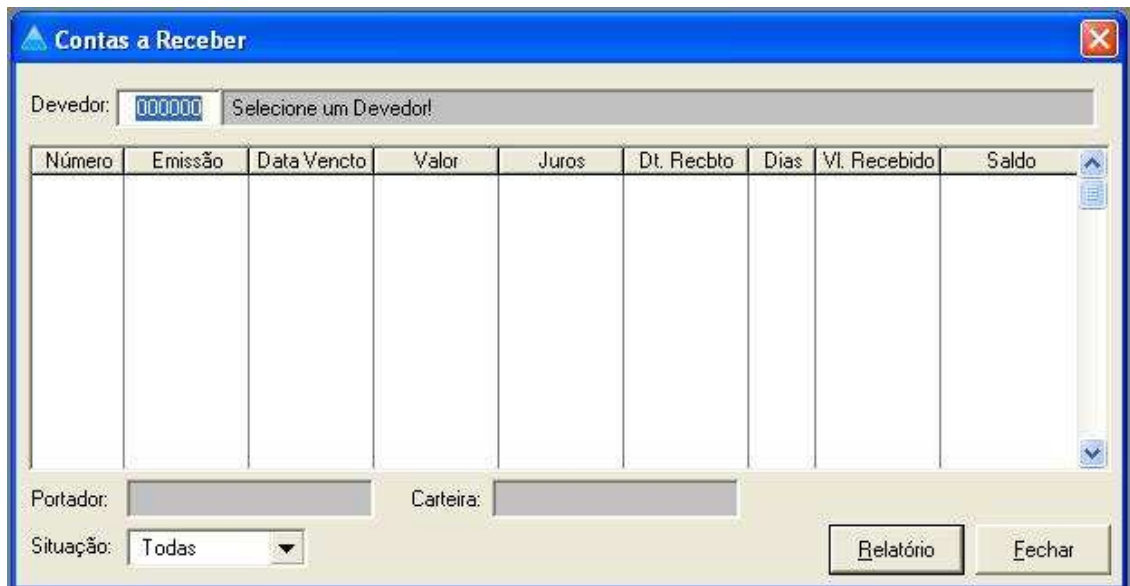 Contas a Receber
Devedor: 000000 Selecione um Devedor!
Número Emissão Data Vencto Valor Juros Dt. Recbto Dias Vl. Recebido Saldo
Portador: Carteira:
Situação: Todas Relatório Fechar